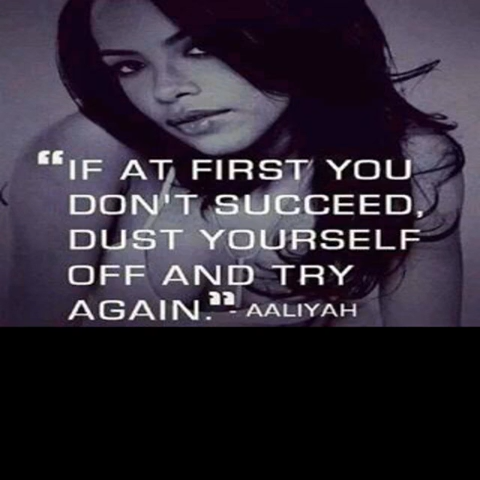 “IF AT FIRST YOU
DON'T SUCCEED,
DUST YOURSELF
OFF AND TRY
AGAIN.” - AALIYAH